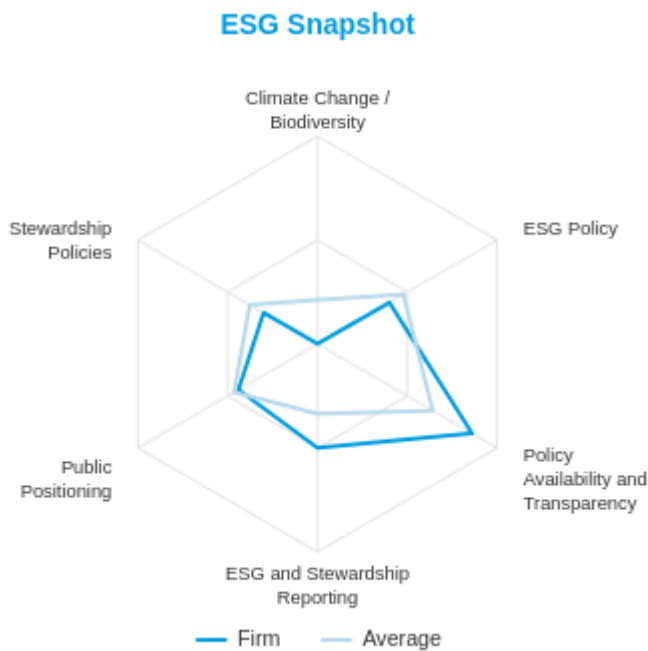 ESG Snapshot
Climate Change /
Biodiversity
Stewardship
Policies
ESG Policy
Public
Positioning
Policy
Availability and
Transparency
ESG and Stewardship
Reporting
Firm
Average